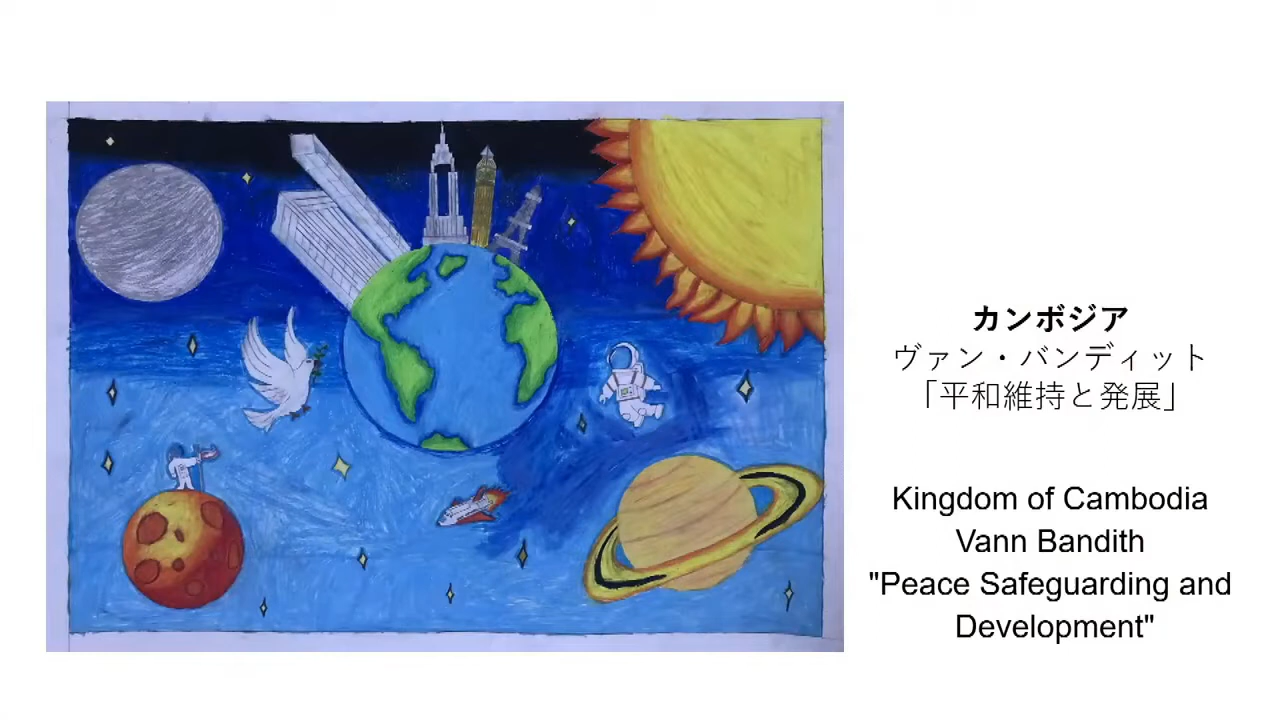 カンボジア
ヴァン・バンディット
「平和維持と発展」
Kingdom of Cambodia
Vann Bandith
"Peace Safeguarding and
Development"